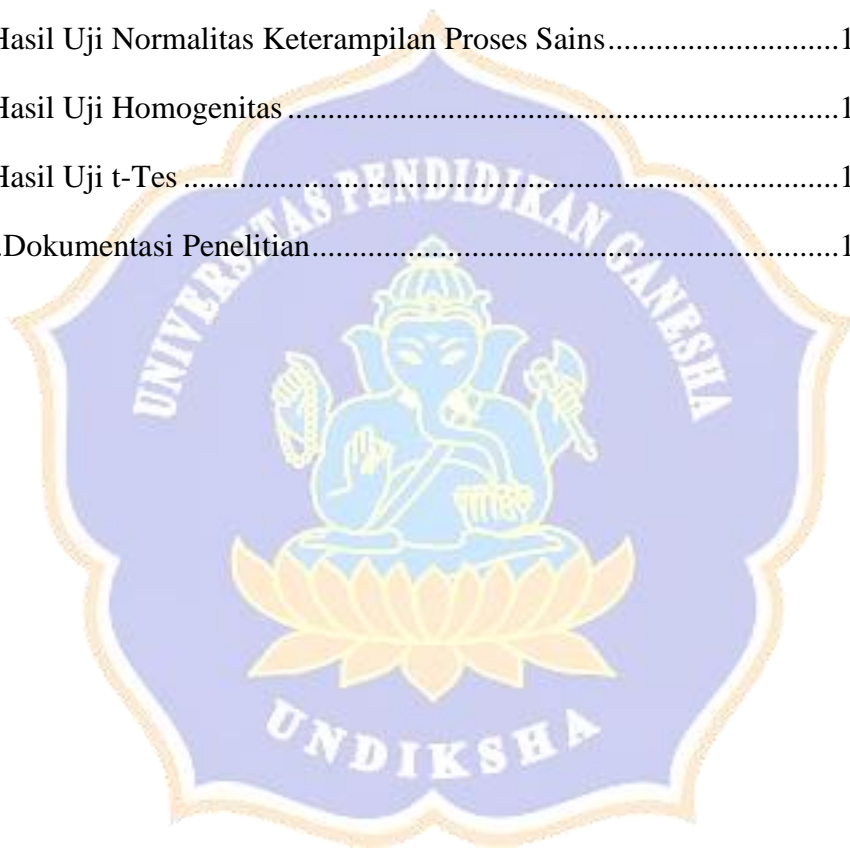 Hasil Uji Normalitas Keterampilan Proses Sains............................1
Hasil Uji Homogenitas....................................................................1
Hasil Uji t-Tes.................................................................................1
.Dokumentasi Penelitian.................................................................1
UNIVERSITAS PENDIDIKAN GANESHA
UNDIKSHA